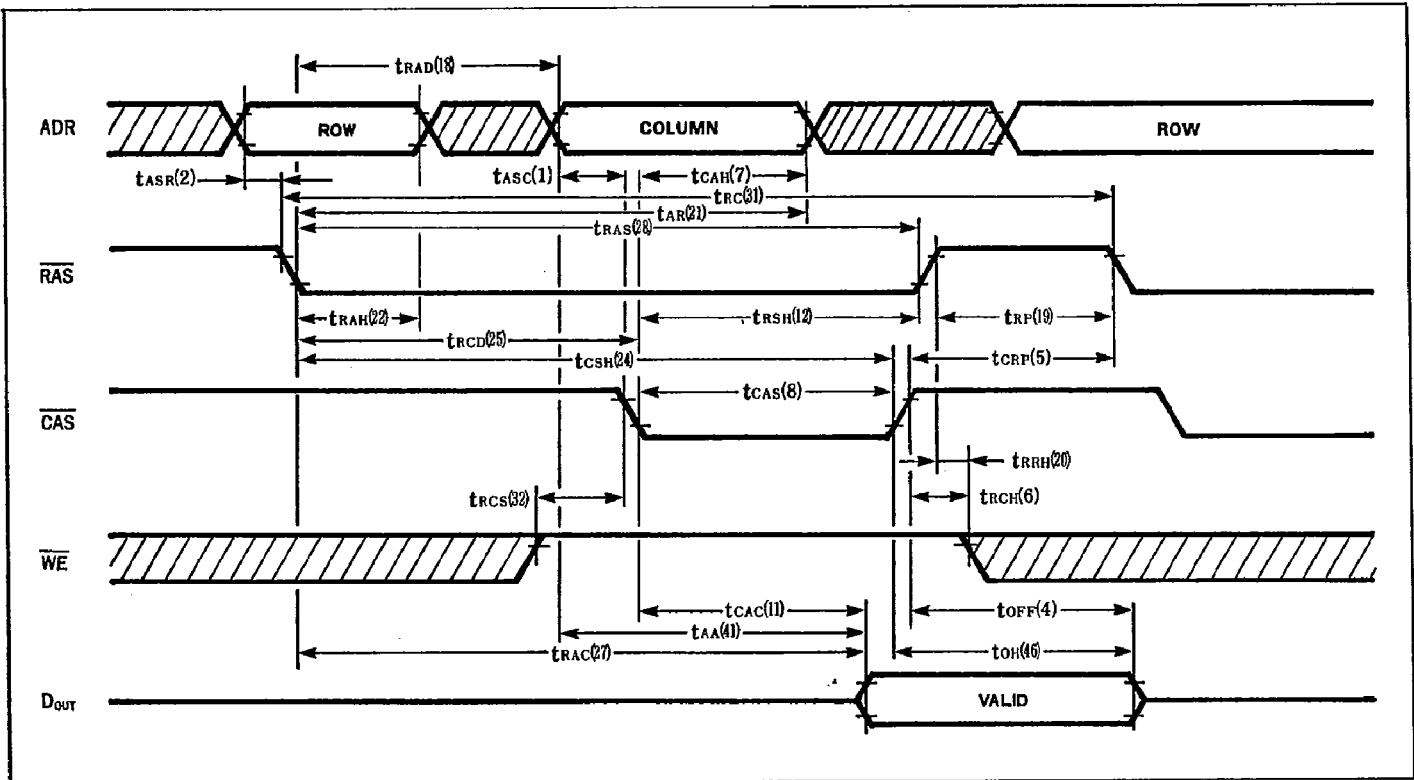 tRAD(18)
ADR
ROW
COLUMN
ROW
tASR(2)
tASC(1)
tCAH(7)
tRC(31)
tAR(21)
tRAS(28)
RAS
tRAH(22)
tRSH(12)
tRP(19)
tRCD(25)
tCSH(24)
tCRP(5)
CAS
tCAS(8)
tRRH(20)
tRCS(32)
tRCH(6)
WE
tCAC(11)
tOFF(4)
tAA(41)
tRAC(27)
tOH(46)
DOUT
VALID